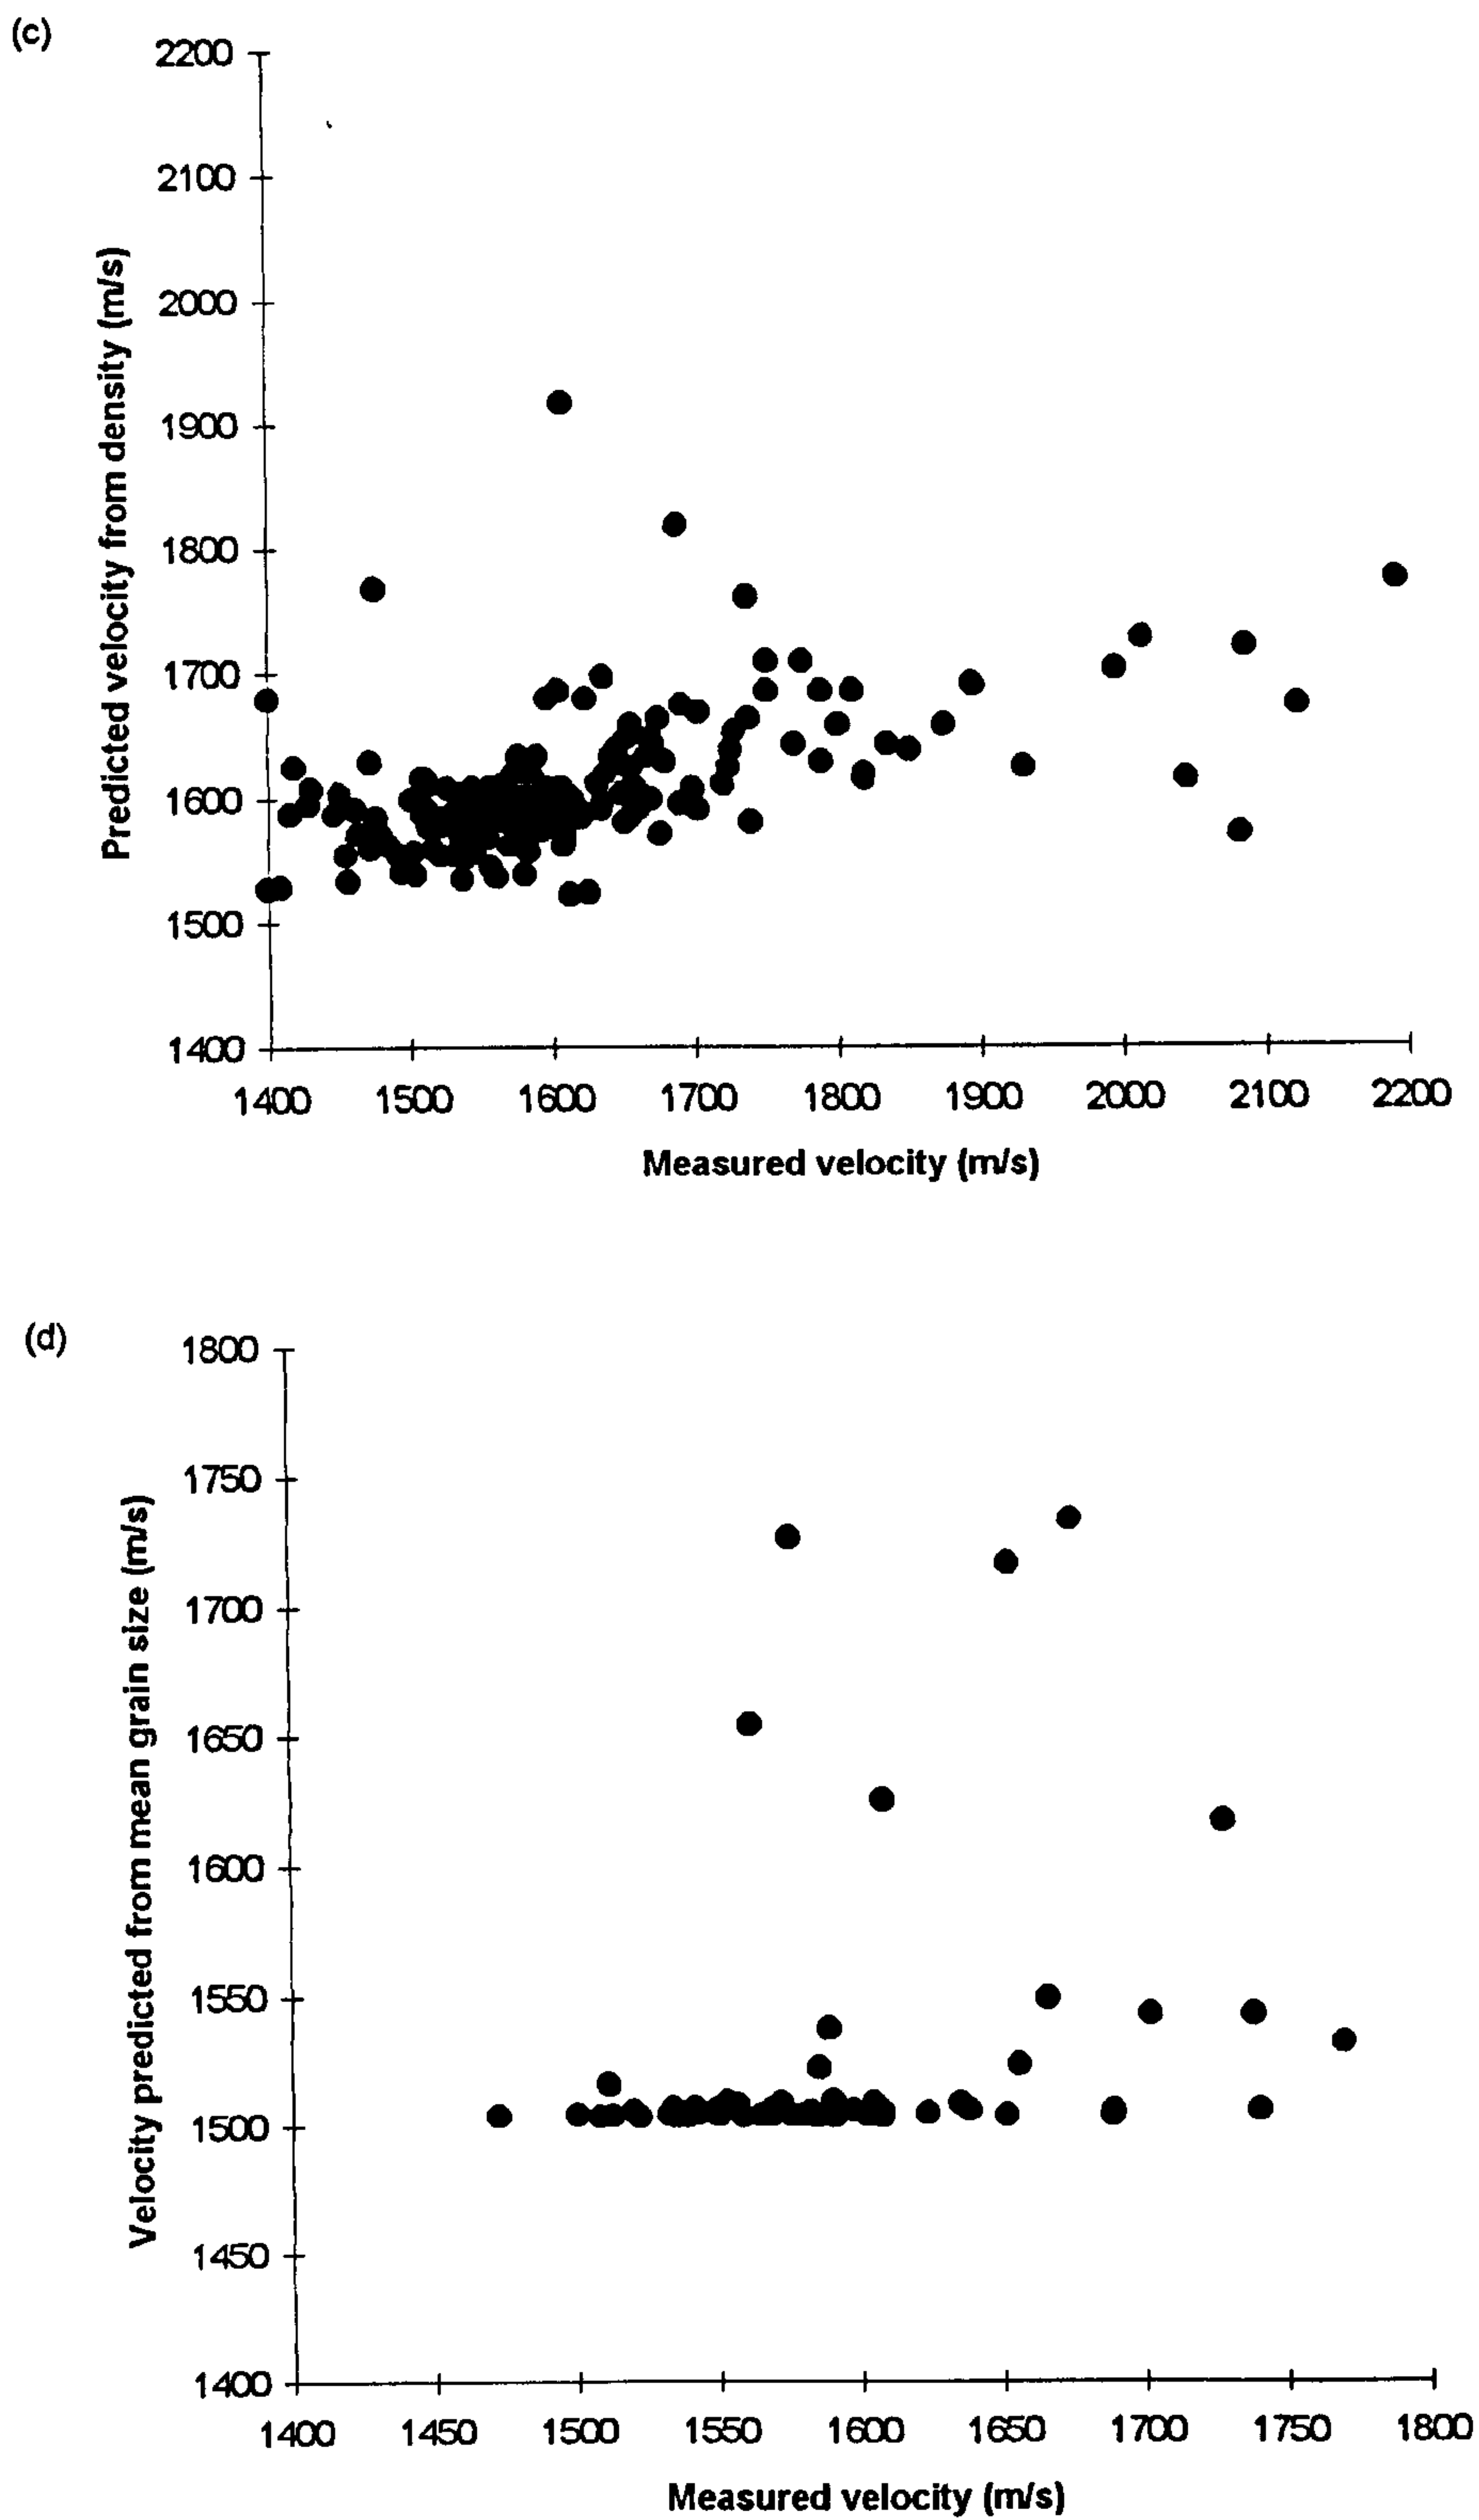 (c)
2200
2100
2000
1900
1800
1700
1600
1500
1400
Predicted velocity from density (m/s)
1400 1500 1600 1700 1800 1900 2000 2100 2200
Measured velocity (m/s)
(d)
1800
1750
1700
1650
1600
1550
1500
1450
1400
Velocity predicted from mean grain size (m/s)
1400 1450 1500 1550 1600 1650 1700 1750 1800
Measured velocity (m/s)